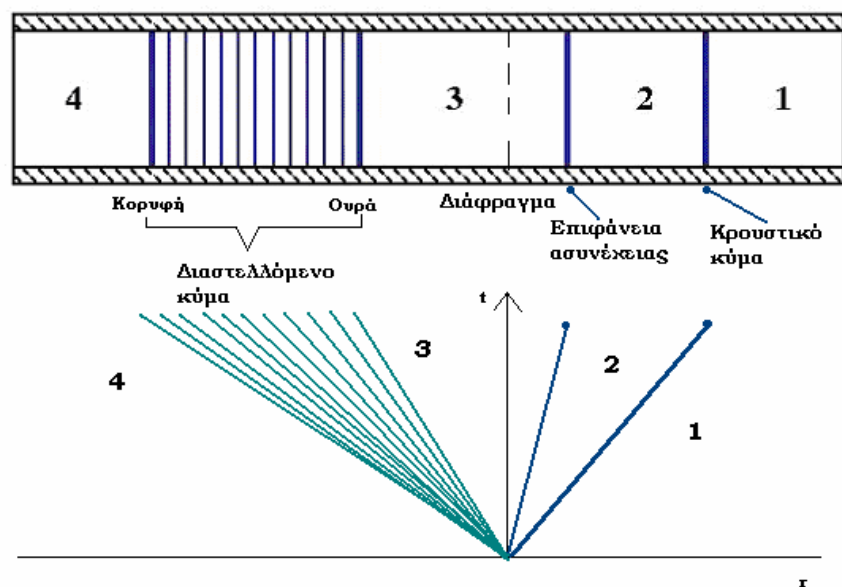 4
3
2
1
Κορυφή
Ουρά
Διάφραγμα
Επιφάνεια
ασυνέχειας
Κρουστικό
κύμα
Διαστελλόμενο
κύμα
t
3
4
2
1